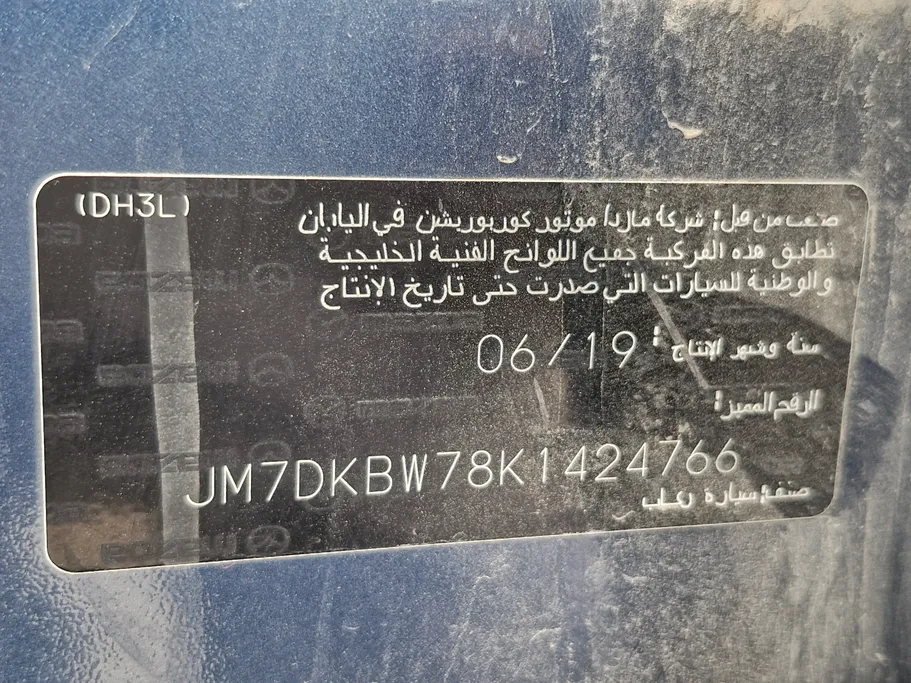 (DH3L)
صنعت من قبل: شركة مازدا موتور كوربوريشن في اليابان
تطابق هذه المركبة جميع اللوائح الفنية الخليجية
والوطنية للسيارات التي صدرت حتى تاريخ الإنتاج
سنة وشهر الإنتاج: 06/19
الرقم المميز:
JM7DKBW78K1424766
صنف: سيارة ركاب